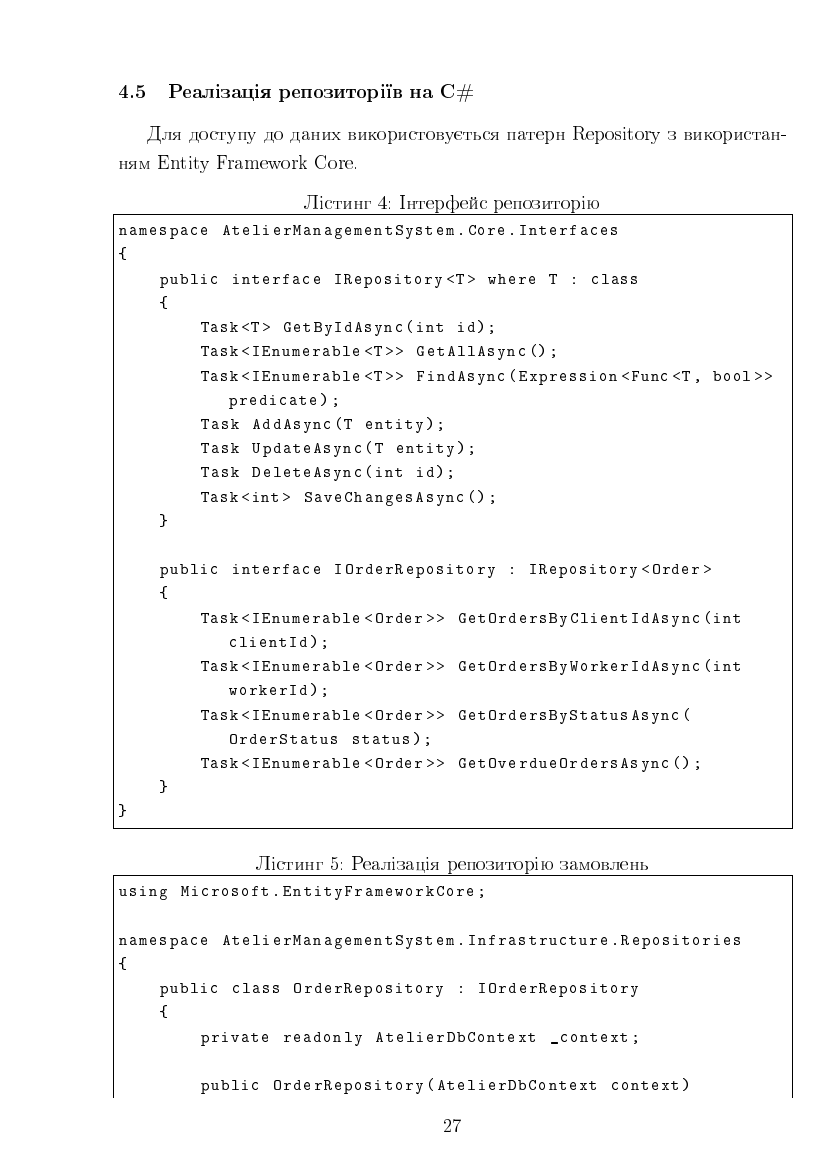 4.5 Реалізація репозиторіїв на C#
Для доступу до даних використовується патерн Repository з використан-
ням Entity Framework Core.
Лістинг 4: Інтерфейс репозиторію
namespace AtelierManagementSystem.Core.Interfaces
{
    public interface IRepository<T> where T : class
    {
        Task<T> GetByIdAsync(int id);
        Task<IEnumerable<T>> GetAllAsync();
        Task<IEnumerable<T>> FindAsync(Expression<Func<T, bool>>
           predicate);
        Task AddAsync(T entity);
        Task UpdateAsync(T entity);
        Task DeleteAsync(int id);
        Task<int> SaveChangesAsync();
    }

    public interface IOrderRepository : IRepository<Order>
    {
        Task<IEnumerable<Order>> GetOrdersByClientIdAsync(int
           clientId);
        Task<IEnumerable<Order>> GetOrdersByWorkerIdAsync(int
           workerId);
        Task<IEnumerable<Order>> GetOrdersByStatusAsync(
           OrderStatus status);
        Task<IEnumerable<Order>> GetOverdueOrdersAsync();
    }
}
Лістинг 5: Реалізація репозиторію замовлень
using Microsoft.EntityFrameworkCore;

namespace AtelierManagementSystem.Infrastructure.Repositories
{
    public class OrderRepository : IOrderRepository
    {
        private readonly AtelierDbContext _context;

        public OrderRepository(AtelierDbContext context)
27